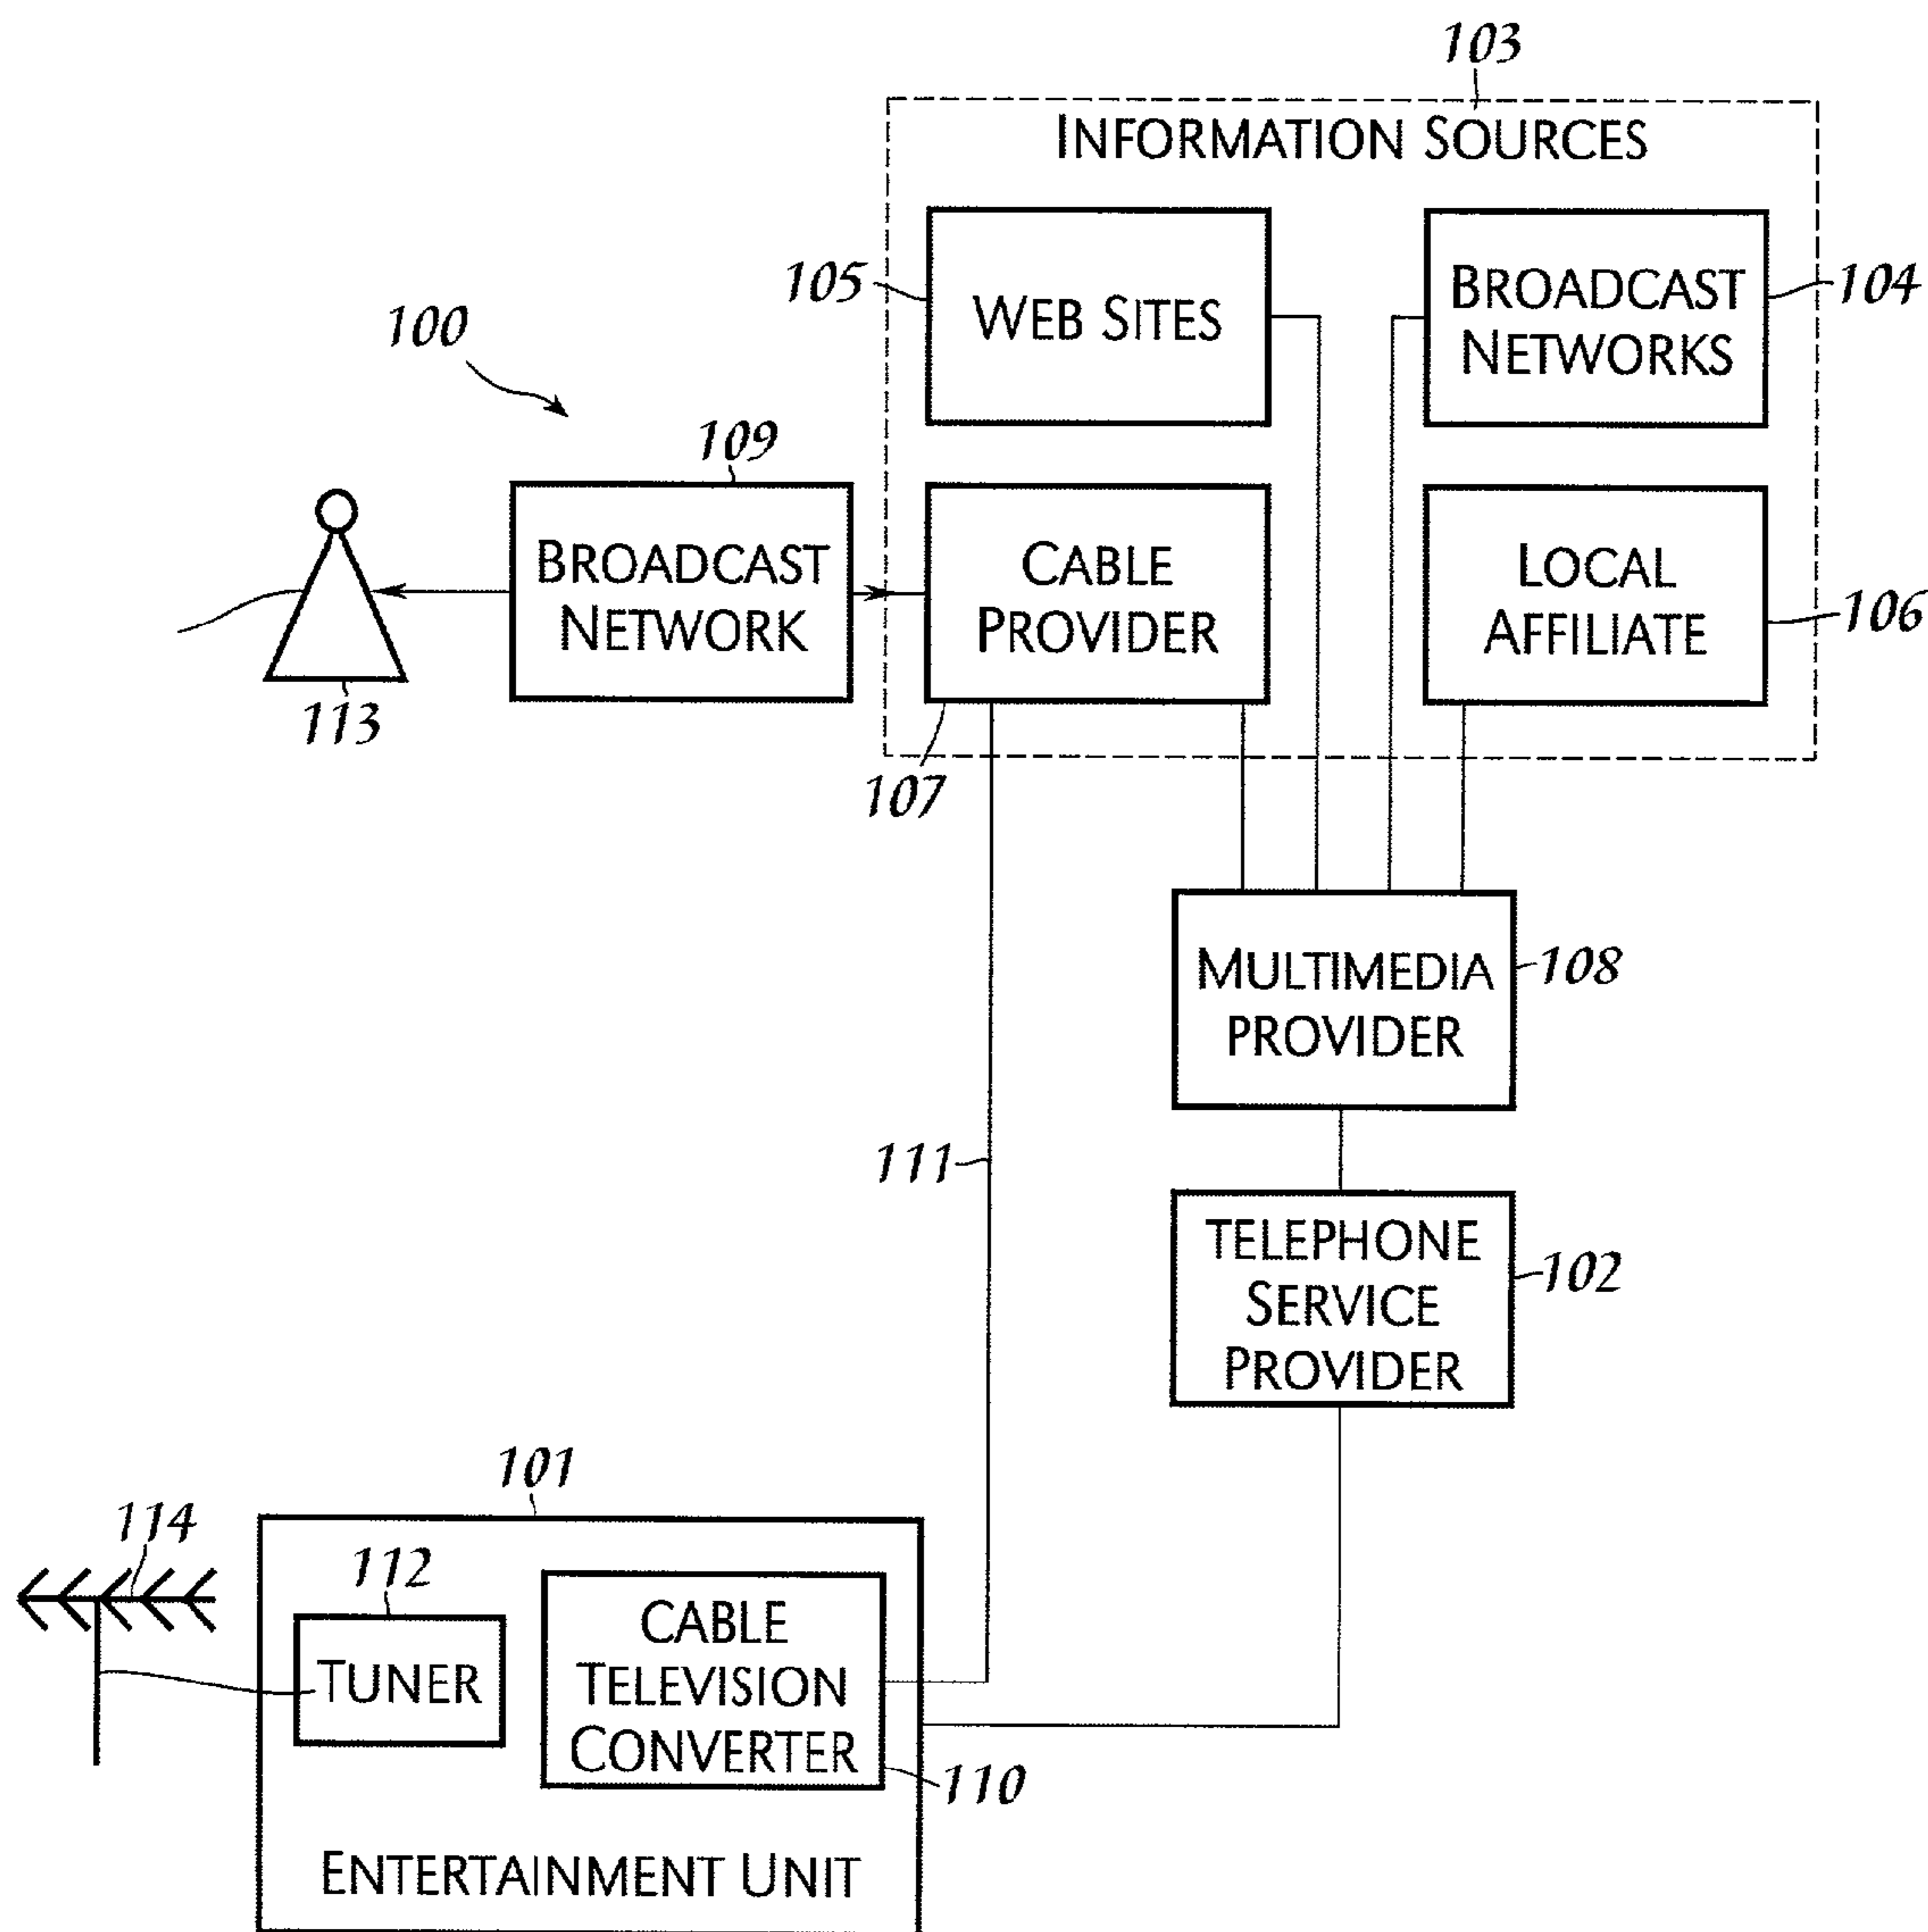 103
INFORMATION SOURCES
105
WEB SITES
BROADCAST
NETWORKS
104
100
109
BROADCAST
NETWORK
CABLE
PROVIDER
LOCAL
AFFILIATE
106
113
107
MULTIMEDIA
PROVIDER
108
111
TELEPHONE
SERVICE
PROVIDER
102
101
114
112
TUNER
CABLE
TELEVISION
CONVERTER
110
ENTERTAINMENT UNIT